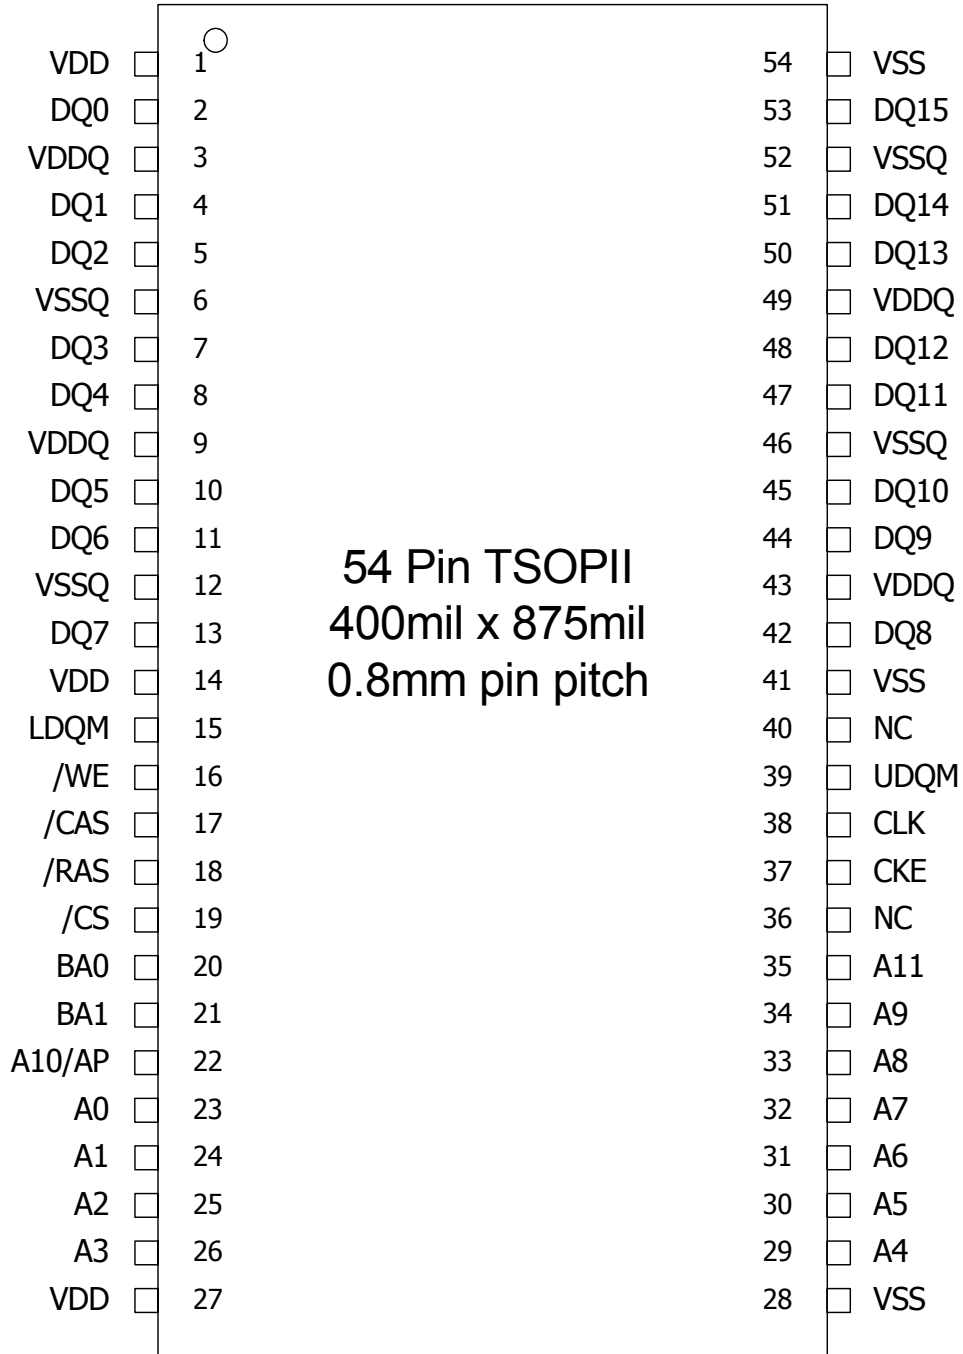 VDD 1 54 VSS
DQ0 2 53 DQ15
VDDQ 3 52 VSSQ
DQ1 4 51 DQ14
DQ2 5 50 DQ13
VSSQ 6 49 VDDQ
DQ3 7 48 DQ12
DQ4 8 47 DQ11
VDDQ 9 46 VSSQ
DQ5 10 45 DQ10
DQ6 11 44 DQ9
54 Pin TSOPII
VSSQ 12 43 VDDQ
400mil x 875mil
DQ7 13 42 DQ8
0.8mm pin pitch
VDD 14 41 VSS
LDQM 15 40 NC
/WE 16 39 UDQM
/CAS 17 38 CLK
/RAS 18 37 CKE
/CS 19 36 NC
BA0 20 35 A11
BA1 21 34 A9
A10/AP 22 33 A8
A0 23 32 A7
A1 24 31 A6
A2 25 30 A5
A3 26 29 A4
VDD 27 28 VSS